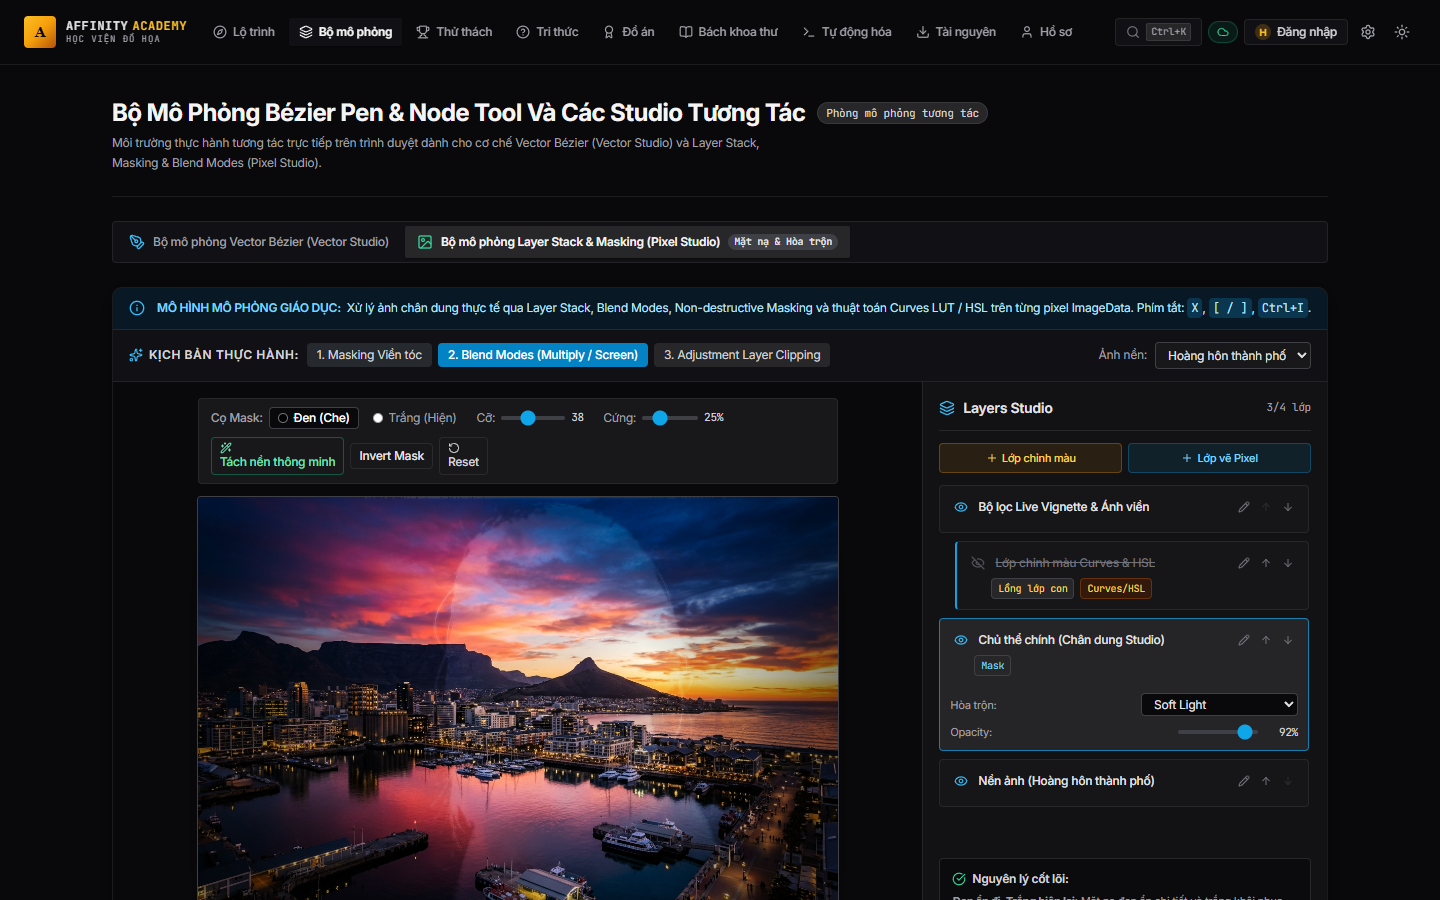 A
AFFINITY ACADEMY
HỌC VIỆN ĐỒ HỌA
Lộ trình
Bộ mô phỏng
Thử thách
Tri thức
Đồ án
Bách khoa thư
Tự động hóa
Tài nguyên
Hồ sơ
Ctrl+K
H Đăng nhập
Bộ Mô Phỏng Bézier Pen & Node Tool Và Các Studio Tương Tác
Phòng mô phỏng tương tác
Môi trường thực hành tương tác trực tiếp trên trình duyệt dành cho cơ chế Vector Bézier (Vector Studio) và Layer Stack,
Masking & Blend Modes (Pixel Studio).
Bộ mô phỏng Vector Bézier (Vector Studio)
Bộ mô phỏng Layer Stack & Masking (Pixel Studio) Mặt nạ & Hòa trộn
MÔ HÌNH MÔ PHỎNG GIÁO DỤC: Xử lý ảnh chân dung thực tế qua Layer Stack, Blend Modes, Non-destructive Masking và thuật toán Curves LUT / HSL trên từng pixel ImageData. Phím tắt: X, [ / ], Ctrl+I.
KỊCH BẢN THỰC HÀNH: 1. Masking Viền tóc 2. Blend Modes (Multiply / Screen) 3. Adjustment Layer Clipping
Ảnh nền: Hoàng hôn thành phố
Cọ Mask: Đen (Che) Trắng (Hiện) Cỡ: 38 Cứng: 25%
Tách nền thông minh
Invert Mask
Reset
Layers Studio
3/4 lớp
+ Lớp chỉnh màu
+ Lớp vẽ Pixel
Bộ lọc Live Vignette & Ánh viền
Lớp chỉnh màu Curves & HSL
Lồng lớp con Curves/HSL
Chủ thể chính (Chân dung Studio)
Mask
Hòa trộn: Soft Light
Opacity: 92%
Nền ảnh (Hoàng hôn thành phố)
Nguyên lý cốt lõi: